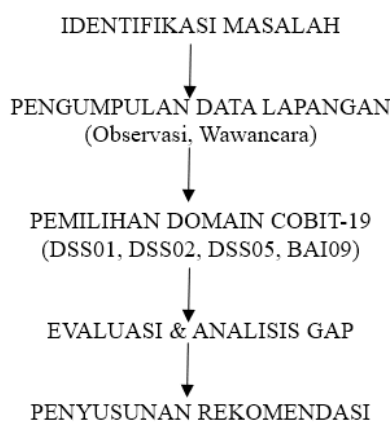 IDENTIFIKASI MASALAH
PENGUMPULAN DATA LAPANGAN
(Observasi, Wawancara)
PEMILIHAN DOMAIN COBIT-19
(DSS01, DSS02, DSS05, BAI09)
EVALUASI & ANALISIS GAP
PENYUSUNAN REKOMENDASI